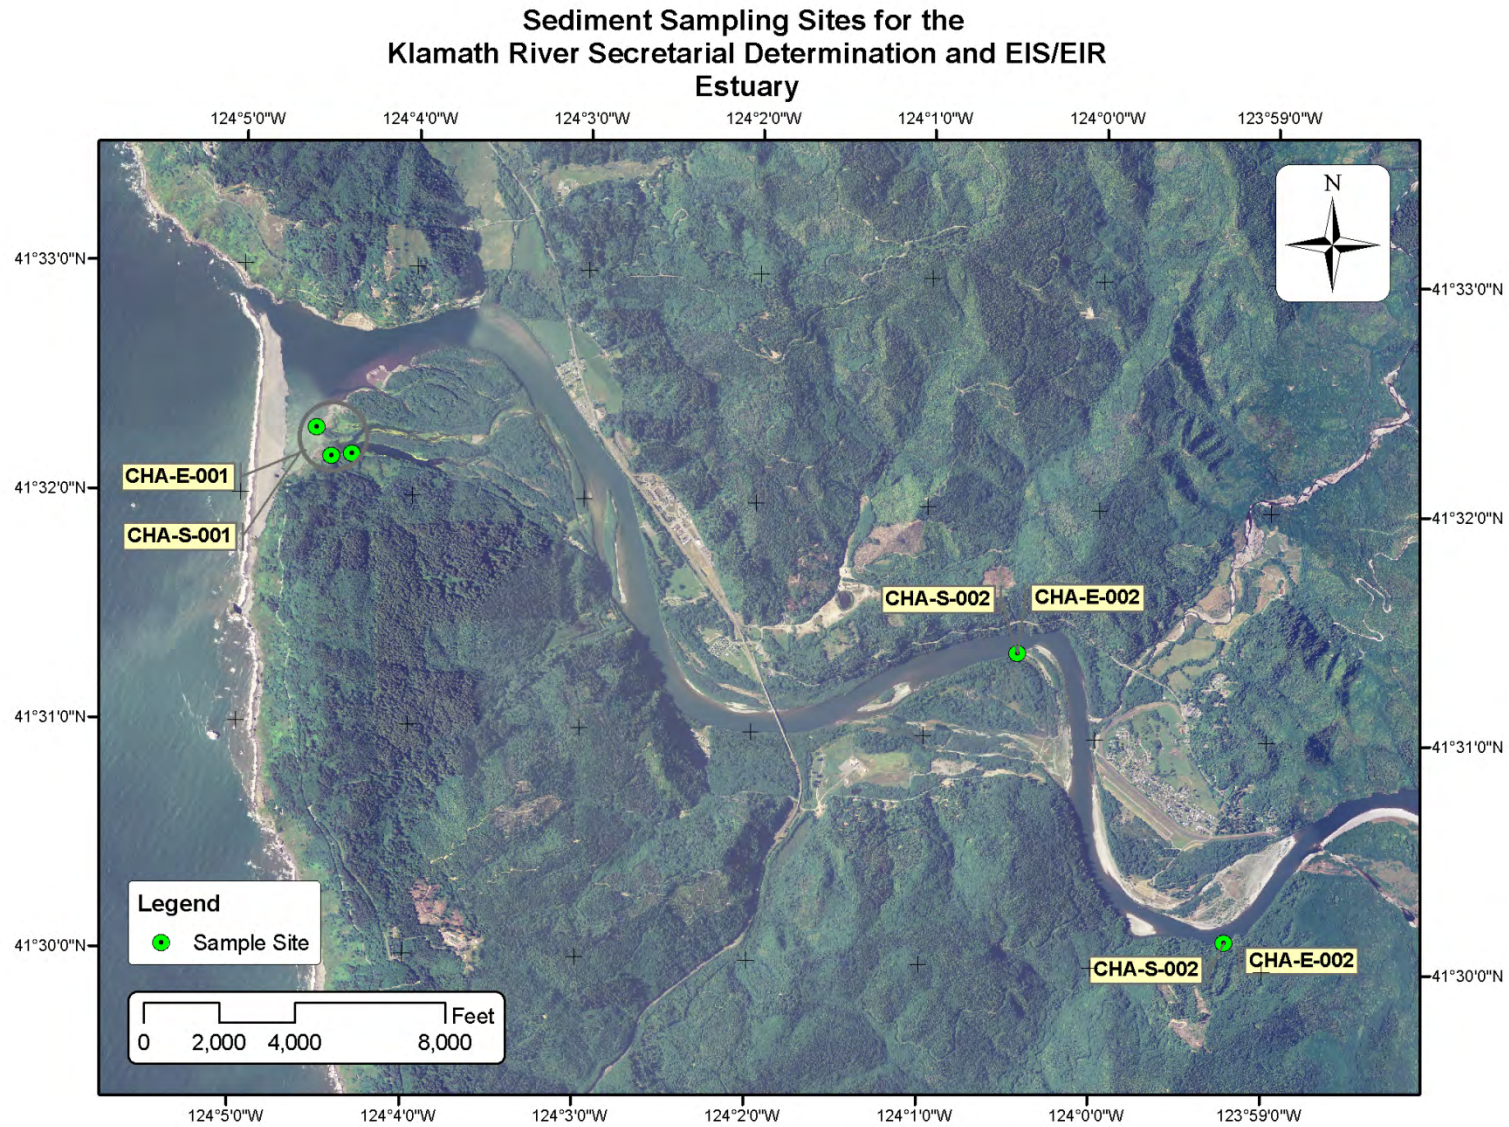 Sediment Sampling Sites for the
Klamath River Secretarial Determination and EIS/EIR
Estuary
124°5'0"W 124°4'0"W 124°3'0"W 124°2'0"W 124°1'0"W 124°0'0"W 123°59'0"W
N
41°33'0"N
41°33'0"N
CHA-E-001
41°32'0"N
41°32'0"N
CHA-S-001
CHA-S-002 CHA-E-002
41°31'0"N
41°31'0"N
Legend
Sample Site
41°30'0"N
CHA-S-002 CHA-E-002
41°30'0"N
Feet
0 2,000 4,000 8,000
124°5'0"W 124°4'0"W 124°3'0"W 124°2'0"W 124°1'0"W 124°0'0"W 123°59'0"W